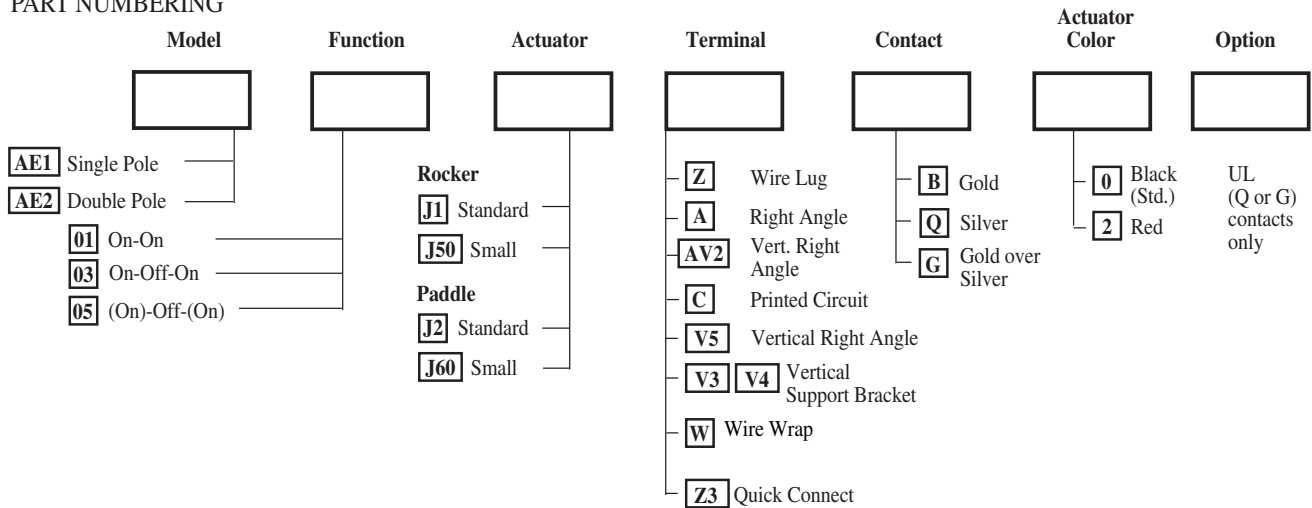 PART NUMBERING
Model
Function
Actuator
Terminal
Contact
Actuator
Color
Option
AE1 Single Pole
AE2 Double Pole
01 On-On
03 On-Off-On
05 (On)-Off-(On)
Rocker
J1 Standard
J50 Small
Paddle
J2 Standard
J60 Small
Z Wire Lug
A Right Angle
AV2 Vert. Right
Angle
C Printed Circuit
V5 Vertical Right Angle
V3 V4 Vertical
Support Bracket
W Wire Wrap
Z3 Quick Connect
B Gold
Q Silver
G Gold over
Silver
0 Black
(Std.)
2 Red
UL
(Q or G)
contacts
only